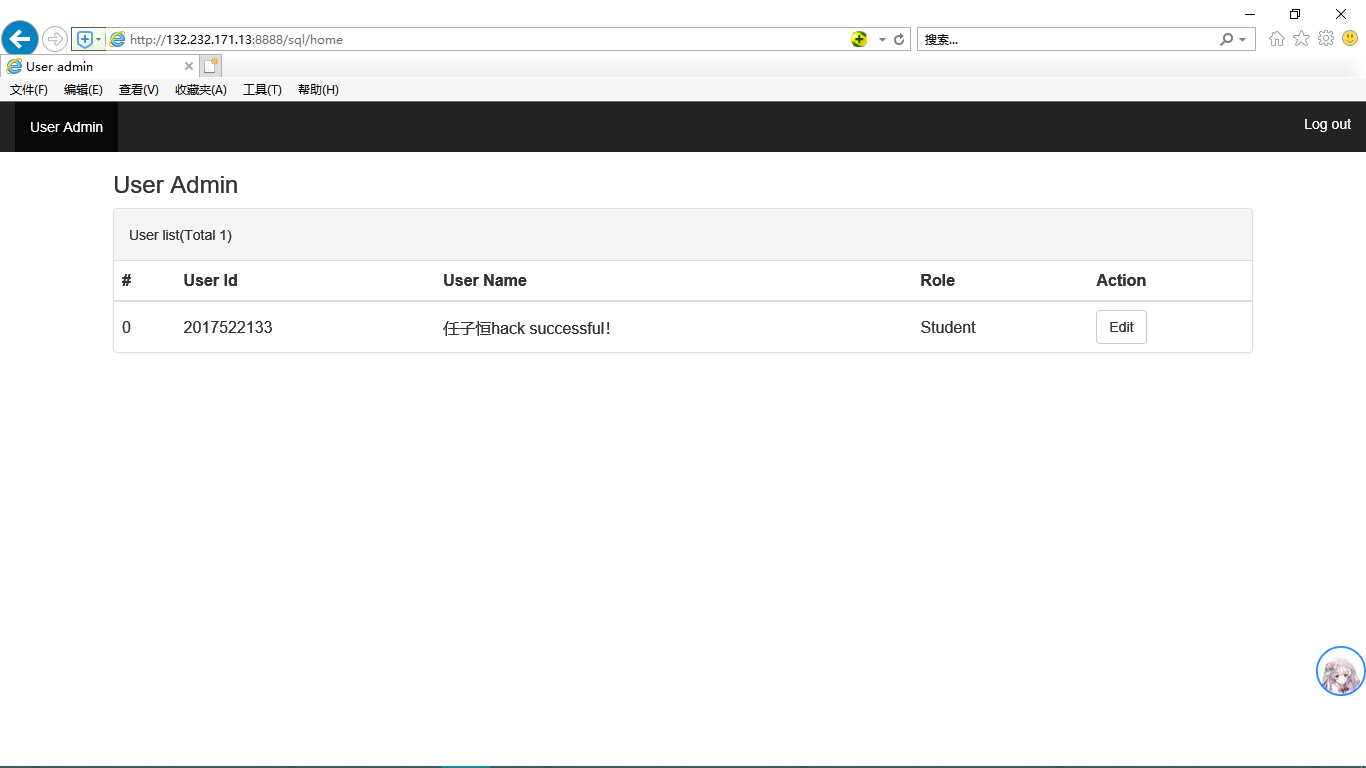 http://132.232.171.13:8888/sql/home
搜索...
User admin
文件(F) 编辑(E) 查看(V) 收藏夹(A) 工具(T) 帮助(H)
User Admin Log out
User Admin
User list(Total 1)
# User Id User Name Role Action
0 2017522133 任子恒hack successful！ Student Edit